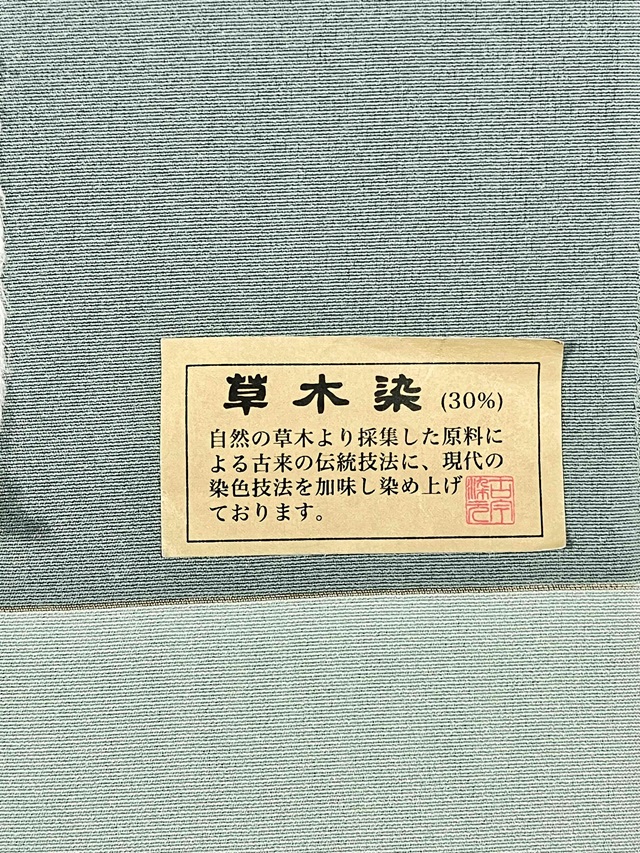 草木染 (30%)
自然の草木より採集した原料に
よる古来の伝統技法に、現代の
染色技法を加味し染め上げ
ております。